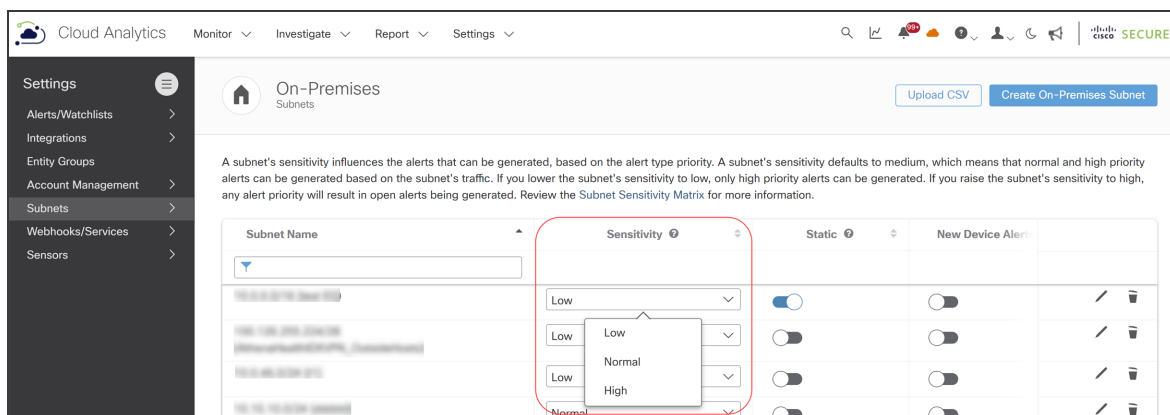 Cloud Analytics Monitor Investigate Report Settings 99+ CISCO SECURE
Settings
Alerts/Watchlists
Integrations
Entity Groups
Account Management
Subnets
Webhooks/Services
Sensors
On-Premises
Subnets
Upload CSV Create On-Premises Subnet
A subnet's sensitivity influences the alerts that can be generated, based on the alert type priority. A subnet's sensitivity defaults to medium, which means that normal and high priority
alerts can be generated based on the subnet's traffic. If you lower the subnet's sensitivity to low, only high priority alerts can be generated. If you raise the subnet's sensitivity to high,
any alert priority will result in open alerts being generated. Review the Subnet Sensitivity Matrix for more information.
Subnet Name Sensitivity Static New Device Alerts
Low
Low
Low
Normal
Low
Normal
High